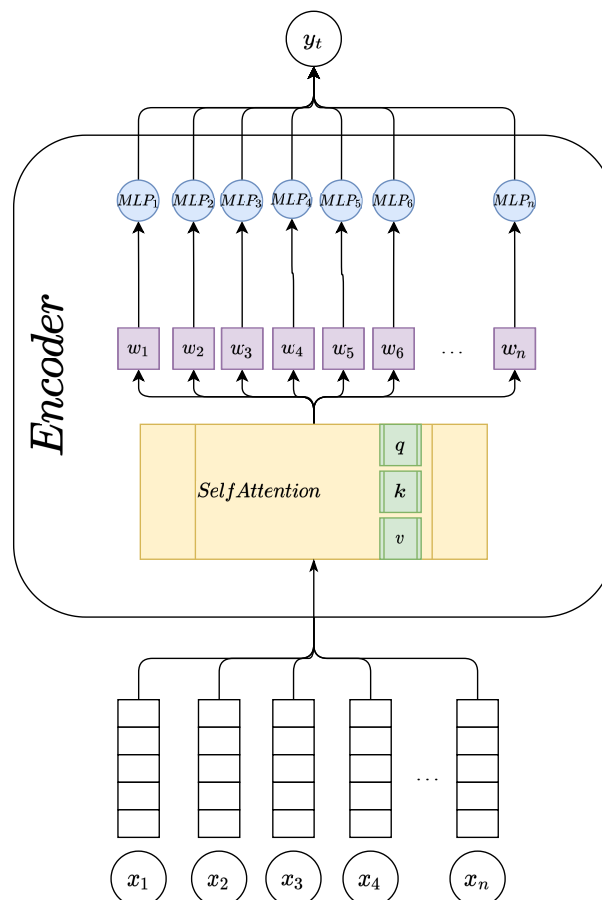 y_t
MLP_1 MLP_2 MLP_3 MLP_4 MLP_5 MLP_6 MLP_n
Encoder
w_1 w_2 w_3 w_4 w_5 w_6 ... w_n
q
SelfAttention
k
v
...
x_1 x_2 x_3 x_4 x_n